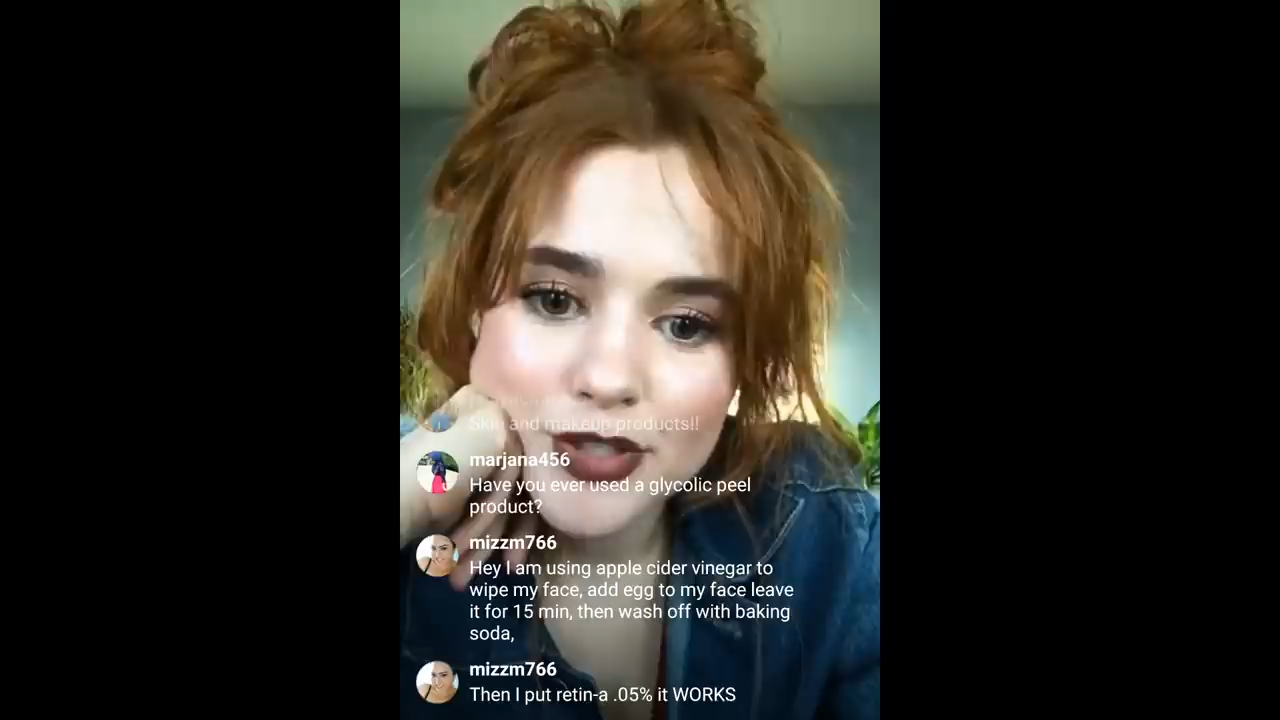 Skin and makeup products!!
marjana456
Have you ever used a glycolic peel
product?
mizzm766
Hey I am using apple cider vinegar to
wipe my face, add egg to my face leave
it for 15 min, then wash off with baking
soda,
mizzm766
Then I put retin-a .05% it WORKS